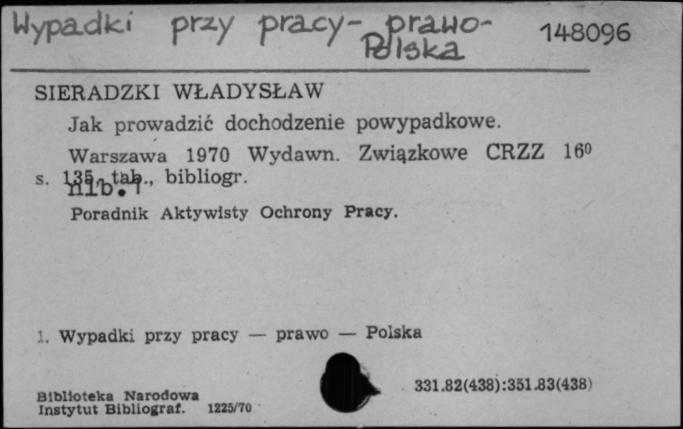 Wypadki przy pracy- prawo-
Polska
148096
SIERADZKI WŁADYSŁAW
Jak prowadzić dochodzenie powypadkowe.
Warszawa 1970 Wydawn. Związkowe CRZZ 16⁰
s. 135, tab., bibliogr.
nlb. 1
Poradnik Aktywisty Ochrony Pracy.
1. Wypadki przy pracy — prawo — Polska
331.82(438):351.83(438)
Biblioteka Narodowa
Instytut Bibliograf. 1225/70